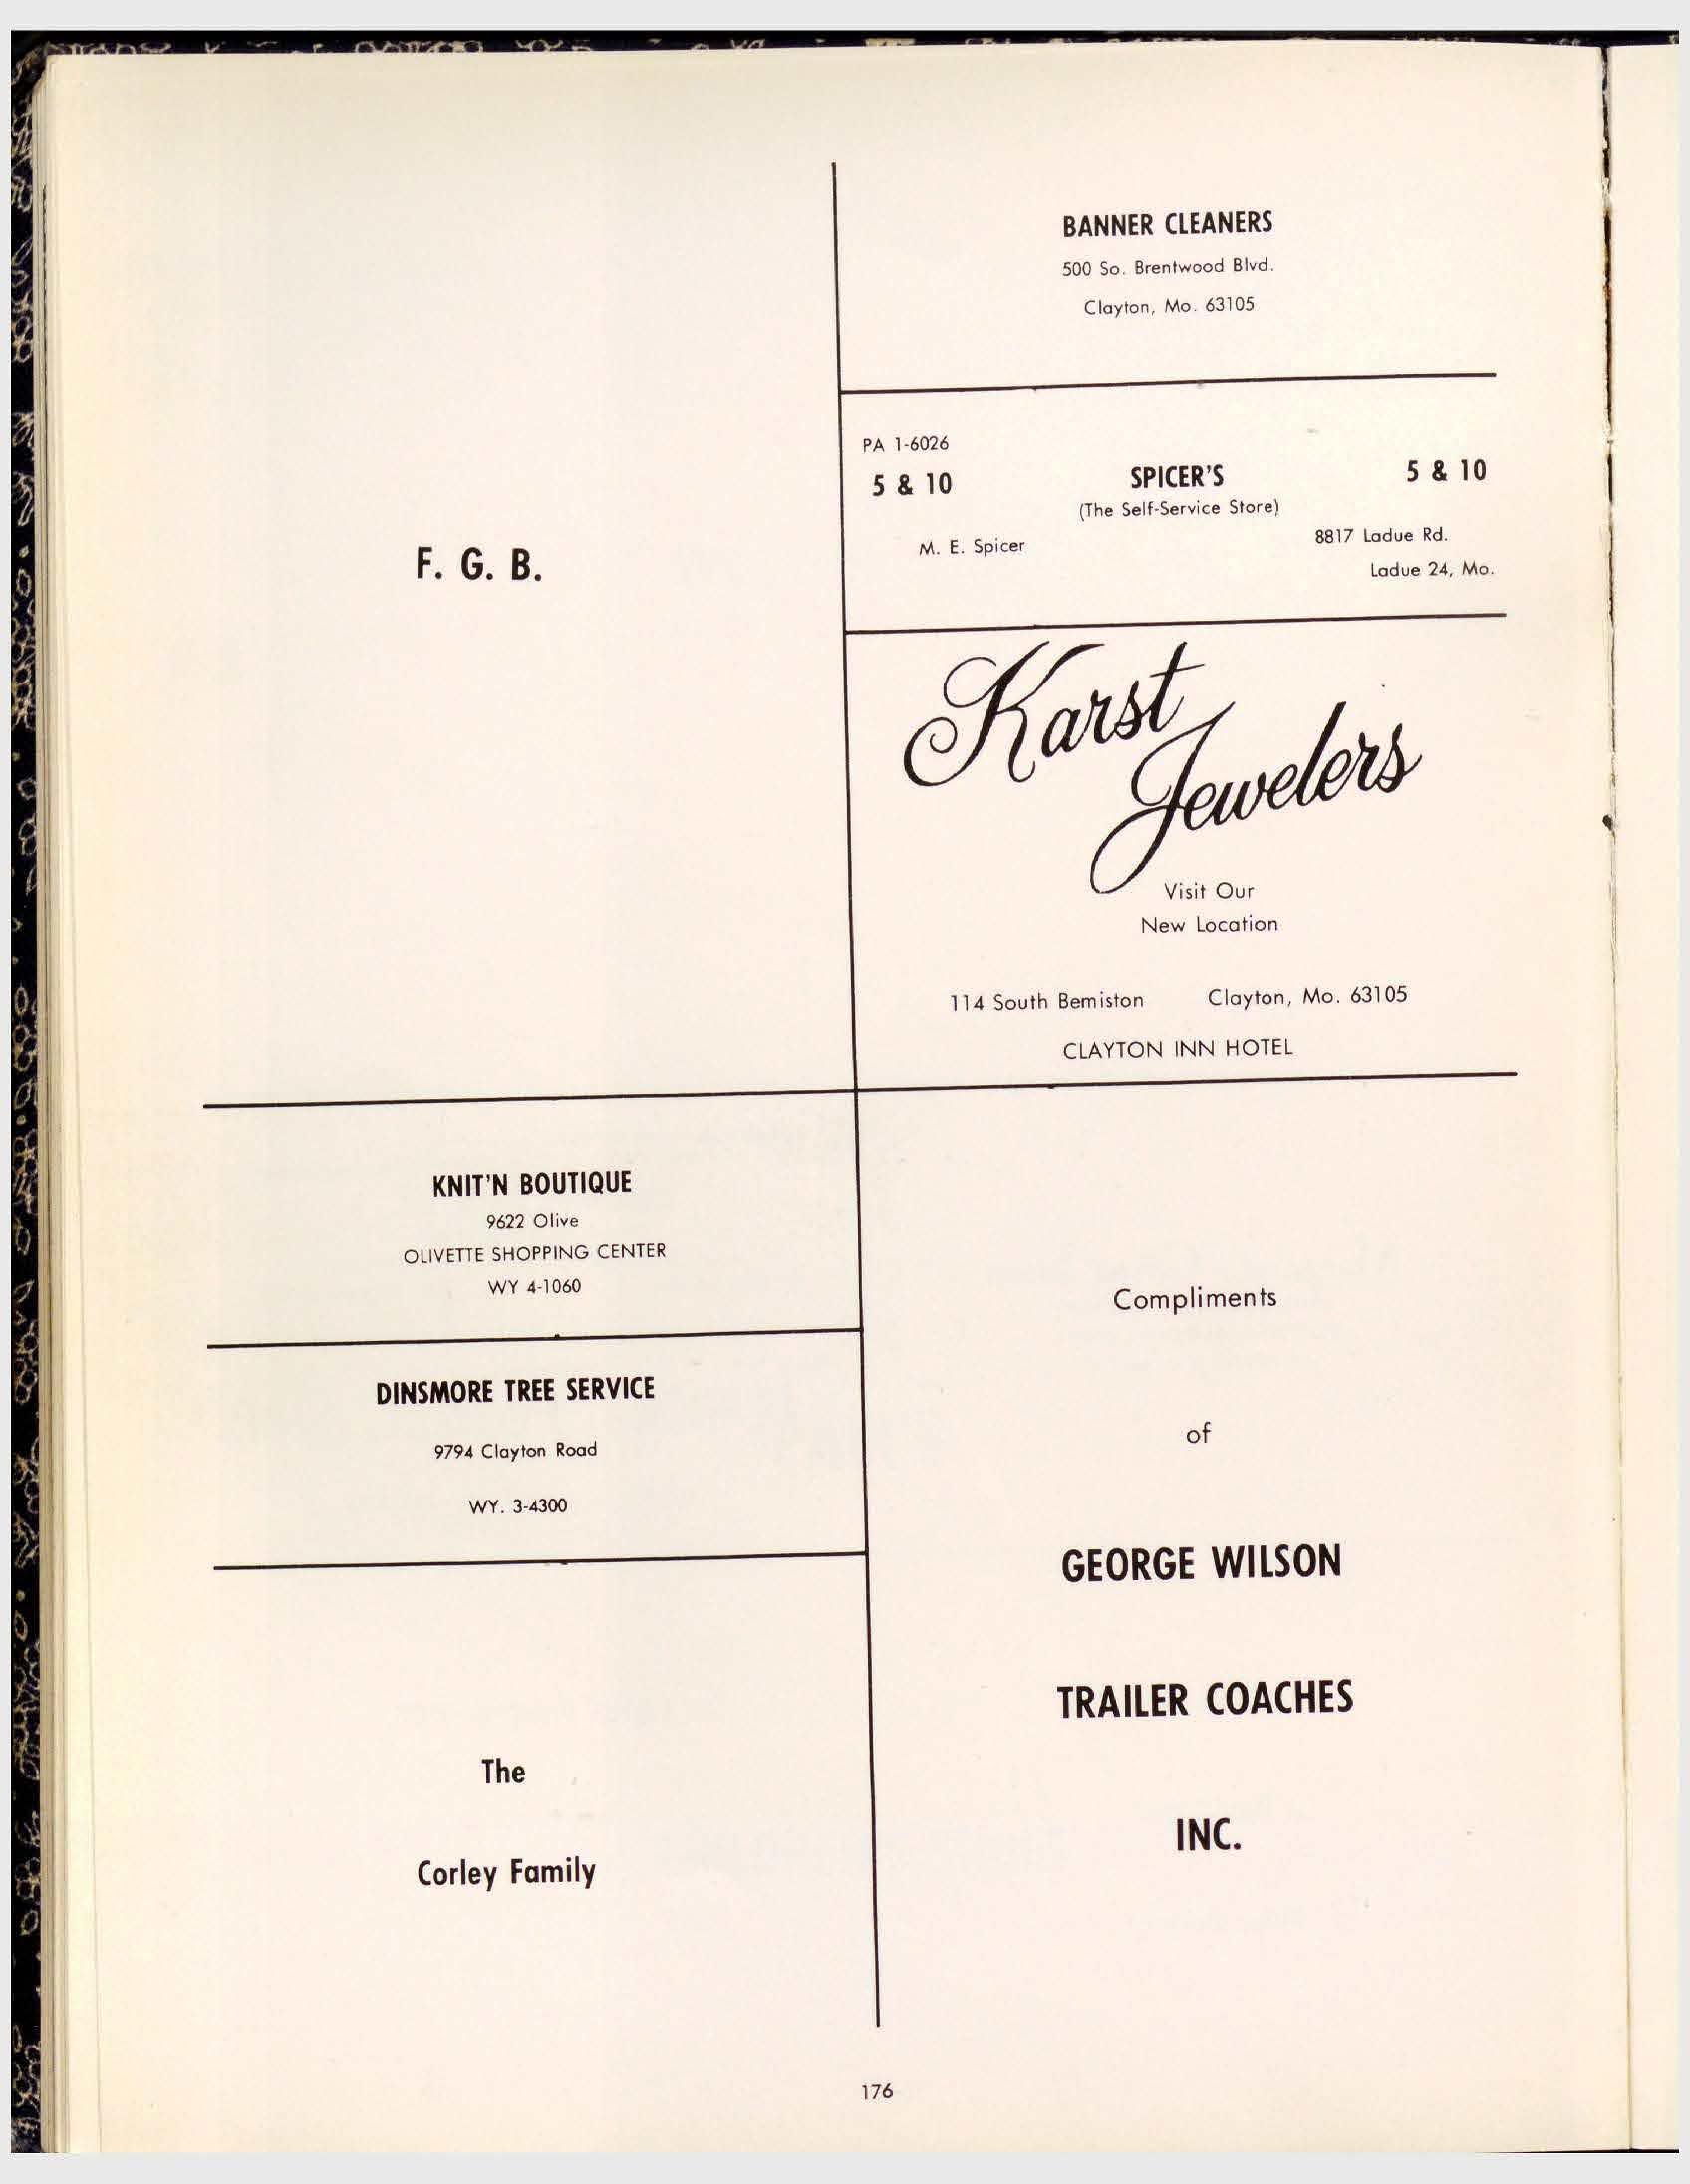 F. G. B.
BANNER CLEANERS
500 So. Brentwood Blvd.
Clayton, Mo. 63105
PA 1-6026
5 & 10 SPICER'S 5 & 10
(The Self-Service Store)
M. E. Spicer 8817 Ladue Rd.
Ladue 24, Mo.
Karst
Jewelers
Visit Our
New Location
114 South Bemiston Clayton, Mo. 63105
CLAYTON INN HOTEL
KNIT'N BOUTIQUE
9622 Olive
OLIVETTE SHOPPING CENTER
WY 4-1060
DINSMORE TREE SERVICE
9794 Clayton Road
WY. 3-4300
The
Corley Family
Compliments
of
GEORGE WILSON
TRAILER COACHES
INC.
176